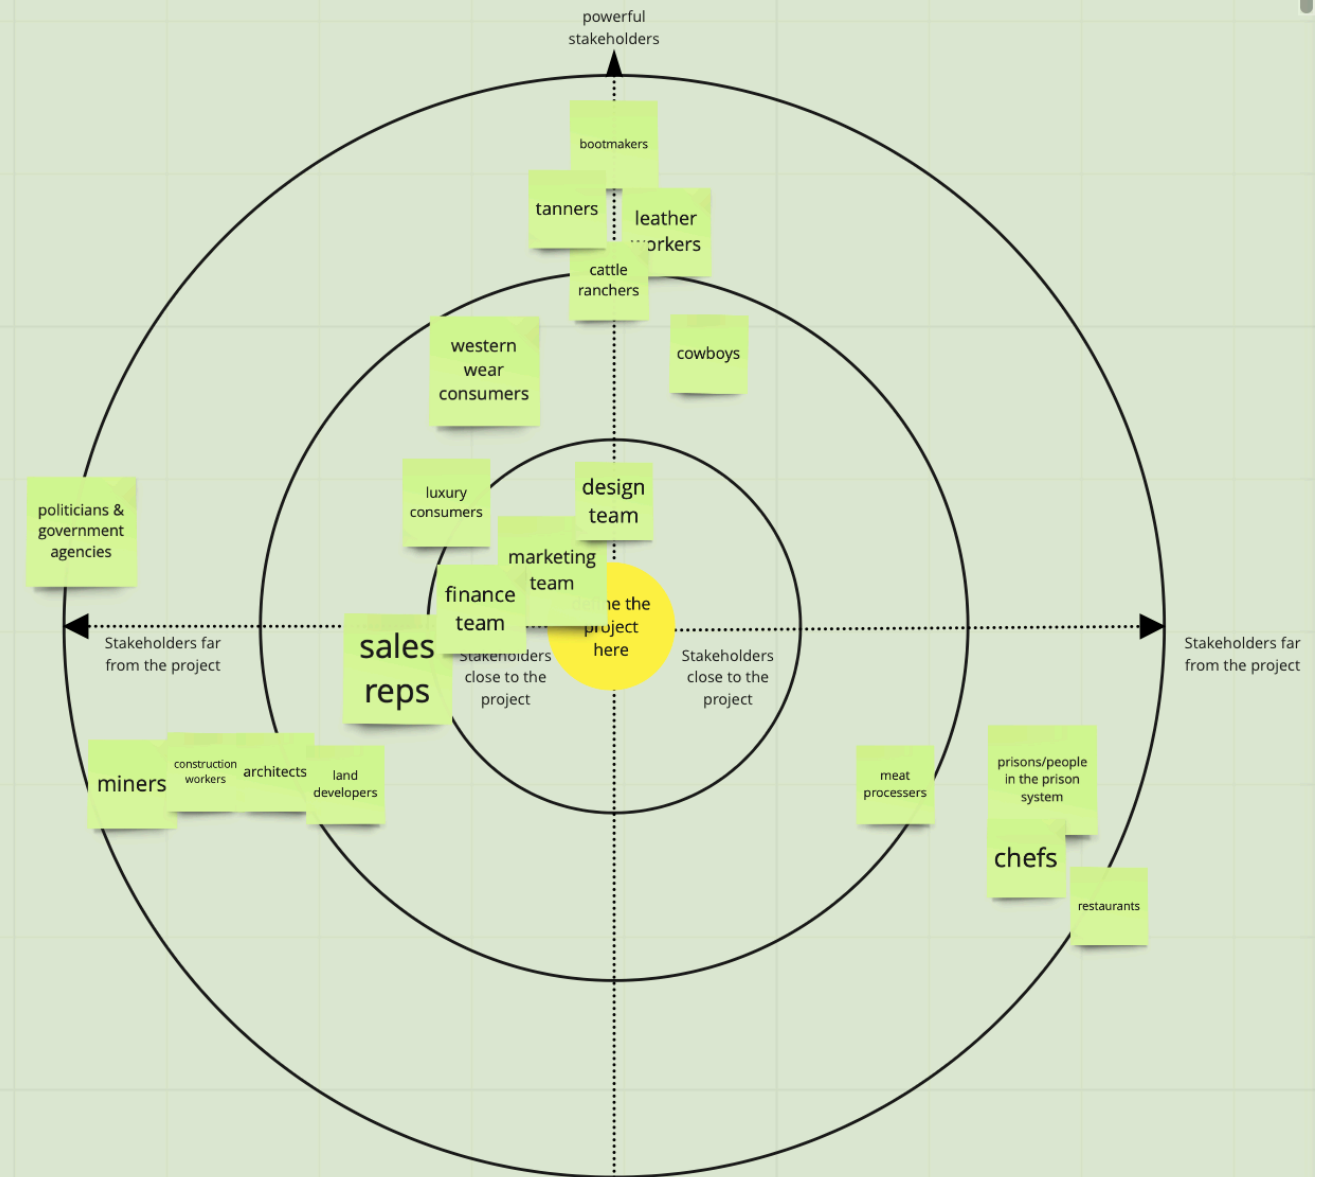 powerful
stakeholders
bootmakers
tanners
leather
workers
cattle
ranchers
western
wear
consumers
cowboys
luxury
consumers
design
team
politicians &
government
agencies
marketing
team
finance
team
define the
project
here
sales
reps
Stakeholders far
from the project
Stakeholders
close to the
project
Stakeholders
close to the
project
Stakeholders far
from the project
miners
construction
workers
architects
land
developers
meat
processers
prisons/people
in the prison
system
chefs
restaurants